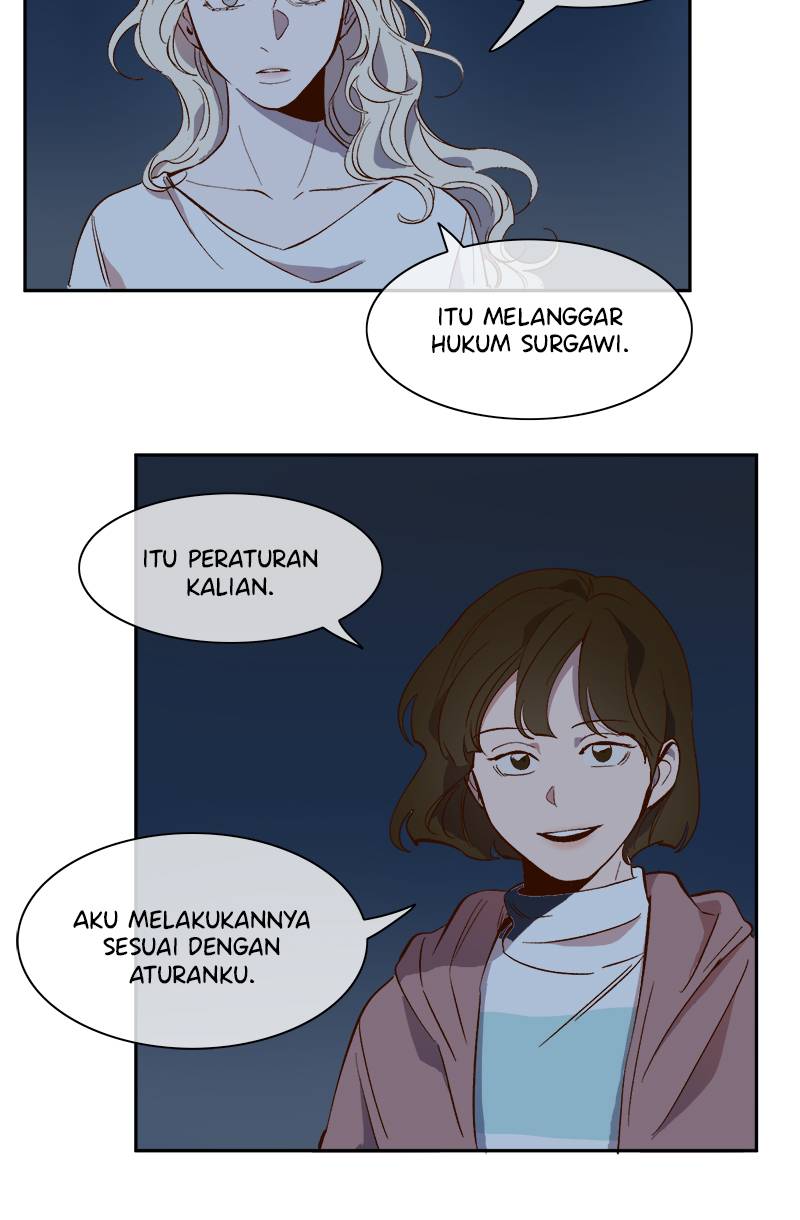 ITU MELANGGAR
HUKUM SURGAWI.
ITU PERATURAN
KALIAN.
AKU MELAKUKANNYA
SESUAI DENGAN
ATURANKU.